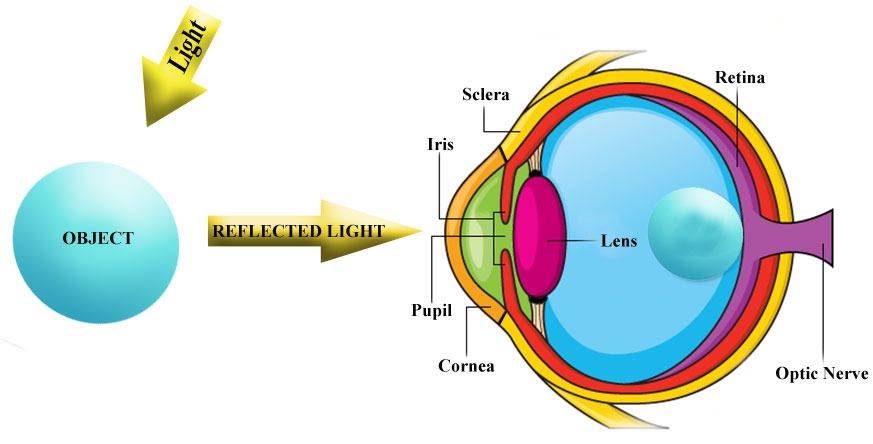 Light
Retina
Sclera
Iris
OBJECT
REFLECTED LIGHT
Lens
Pupil
Cornea
Optic Nerve